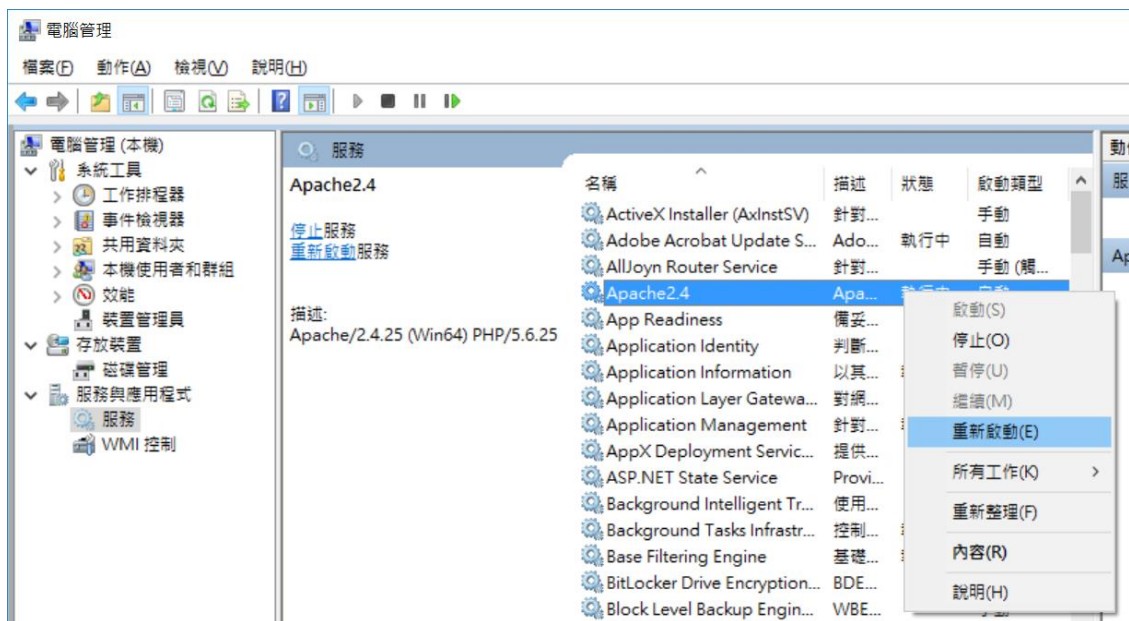 電腦管理
檔案(F) 動作(A) 檢視(V) 說明(H)
電腦管理 (本機)
系統工具
工作排程器
事件檢視器
共用資料夾
本機使用者和群組
效能
裝置管理員
存放裝置
磁碟管理
服務與應用程式
服務
WMI 控制
服務
Apache2.4
停止服務
重新啟動服務
描述:
Apache/2.4.25 (Win64) PHP/5.6.25
名稱 描述 狀態 啟動類型
ActiveX Installer (AxInstSV) 針對... 手動
Adobe Acrobat Update S... Ado... 執行中 自動
AllJoyn Router Service 針對... 手動 (觸...
Apache2.4 Apa...
App Readiness 備妥...
Application Identity 判斷...
Application Information 以其...
Application Layer Gatewa... 對網...
Application Management 針對...
AppX Deployment Servic... 提供...
ASP.NET State Service Provi...
Background Intelligent Tr... 使用...
Background Tasks Infrastr... 控制...
Base Filtering Engine 基礎...
BitLocker Drive Encryption... BDE...
Block Level Backup Engin... WBE...
啟動(S)
停止(O)
暫停(U)
繼續(M)
重新啟動(E)
所有工作(K)
重新整理(F)
內容(R)
說明(H)
服
Ap